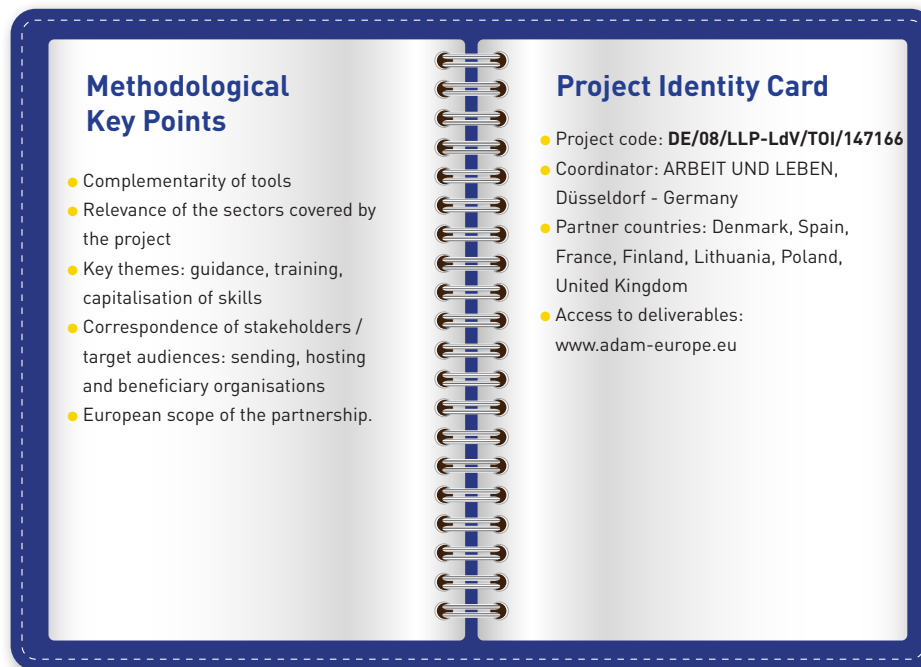 Methodological
Key Points
Complementarity of tools
Relevance of the sectors covered by
the project
Key themes: guidance, training,
capitalisation of skills
Correspondence of stakeholders /
target audiences: sending, hosting
and beneficiary organisations
European scope of the partnership.
Project Identity Card
Project code: DE/08/LLP-LdV/TOI/147166
Coordinator: ARBEIT UND LEBEN,
Düsseldorf - Germany
Partner countries: Denmark, Spain,
France, Finland, Lithuania, Poland,
United Kingdom
Access to deliverables:
www.adam-europe.eu